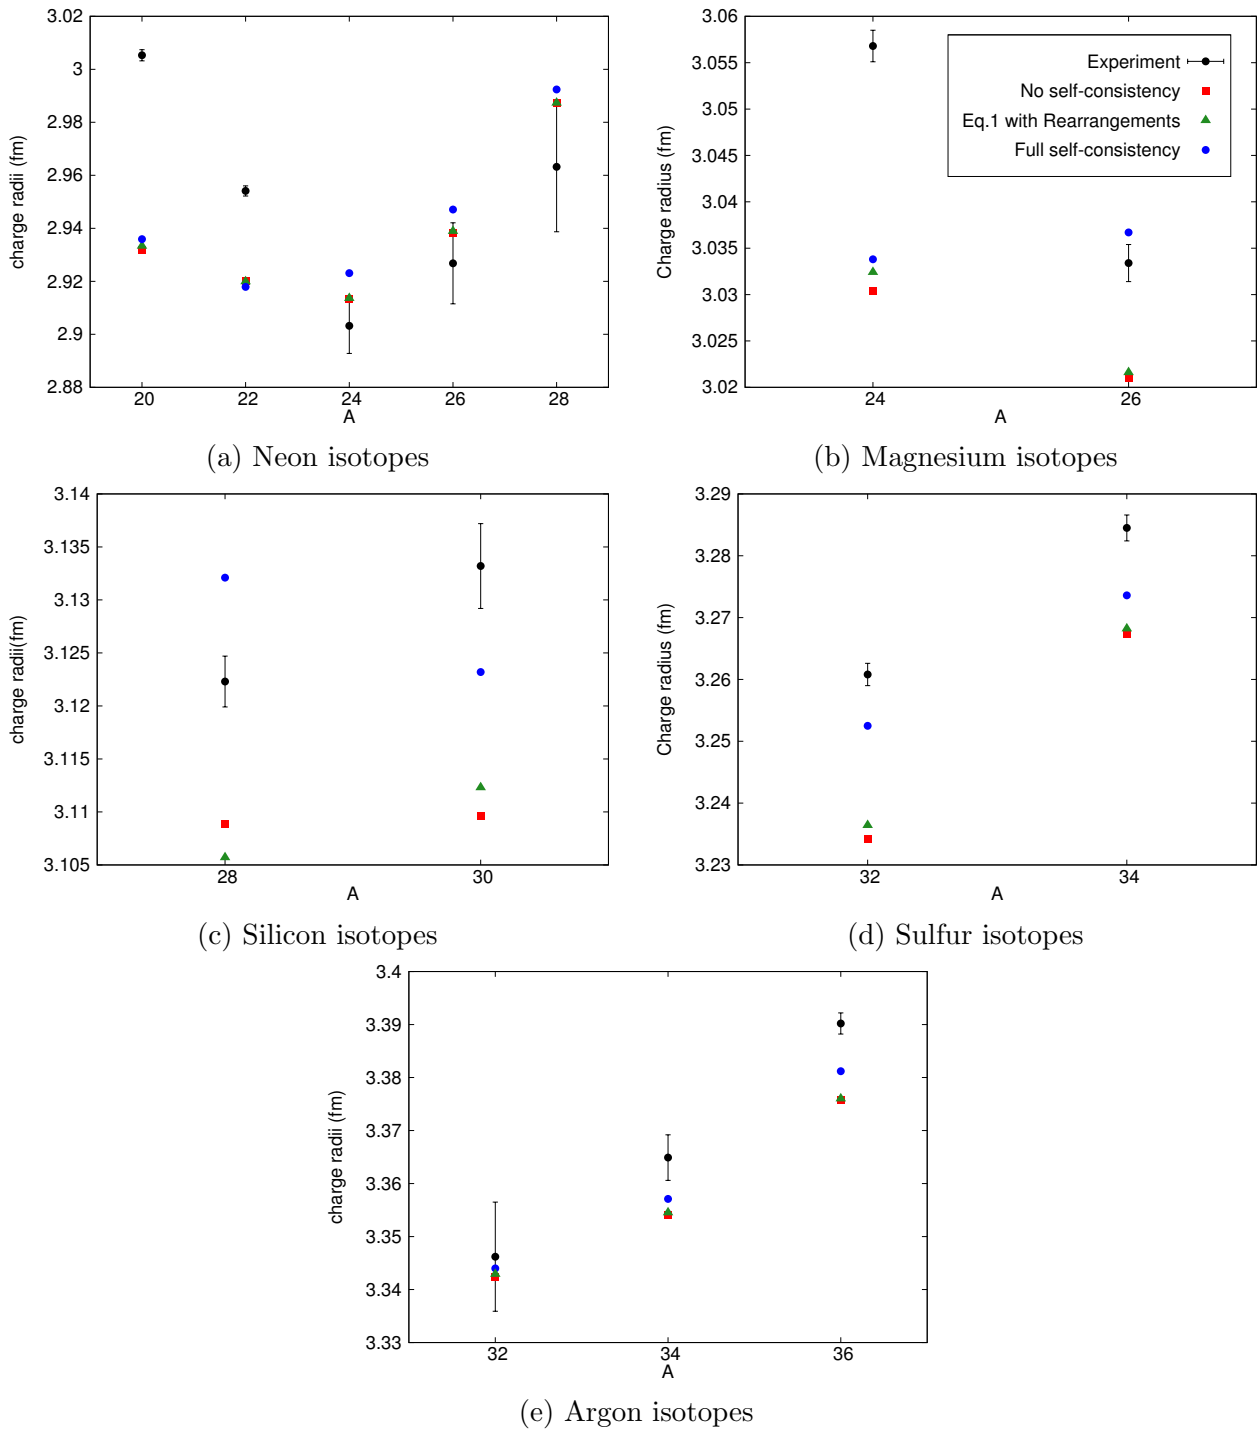 3.02
3
2.98
2.96
2.94
2.92
2.9
2.88
charge radii (fm)
20 22 24 26 28
A
(a) Neon isotopes
3.06
3.055
3.05
3.045
3.04
3.035
3.03
3.025
3.02
Charge radius (fm)
Experiment
No self-consistency
Eq.1 with Rearrangements
Full self-consistency
24 26
A
(b) Magnesium isotopes
3.14
3.135
3.13
3.125
3.12
3.115
3.11
3.105
charge radii(fm)
28 30
A
(c) Silicon isotopes
3.29
3.28
3.27
3.26
3.25
3.24
3.23
Charge radius (fm)
32 34
A
(d) Sulfur isotopes
3.4
3.39
3.38
3.37
3.36
3.35
3.34
3.33
charge radii (fm)
32 34 36
A
(e) Argon isotopes